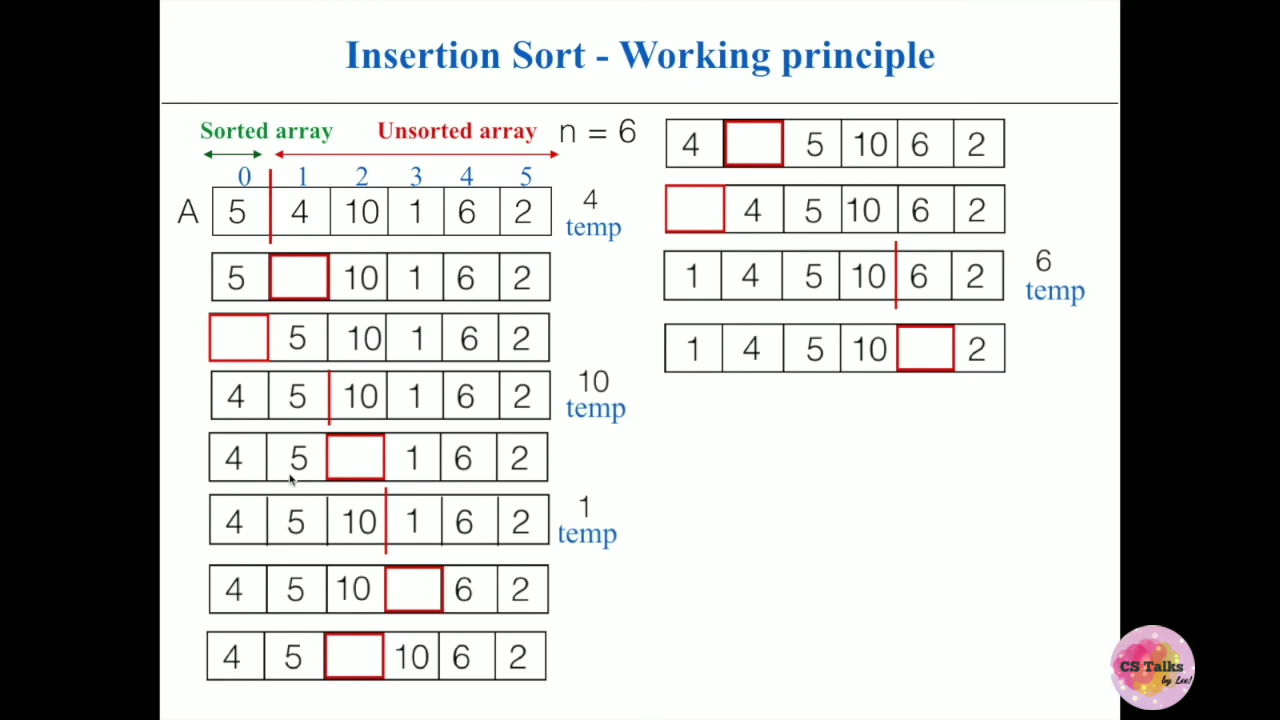 Insertion Sort - Working principle
Sorted array Unsorted array n = 6
0 1 2 3 4 5
A 5 4 10 1 6 2 4
temp
5 10 1 6 2
5 10 1 6 2
4 5 10 1 6 2 10
temp
4 5 1 6 2
4 5 10 1 6 2 1
temp
4 5 10 6 2
4 5 10 6 2
4 5 10 6 2
4 5 10 6 2
1 4 5 10 6 2 6
temp
1 4 5 10 2
CS Talks
by Lee!